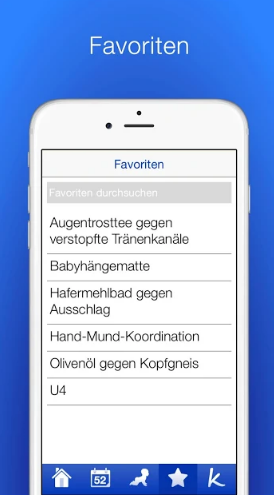 Favoriten
Favoriten
Favoriten durchsuchen
Augentrosttee gegen
verstopfte Tränenkanäle
Babyhängematte
Hafermehlbad gegen
Ausschlag
Hand-Mund-Koordination
Olivenöl gegen Kopfgneis
U4
52
k